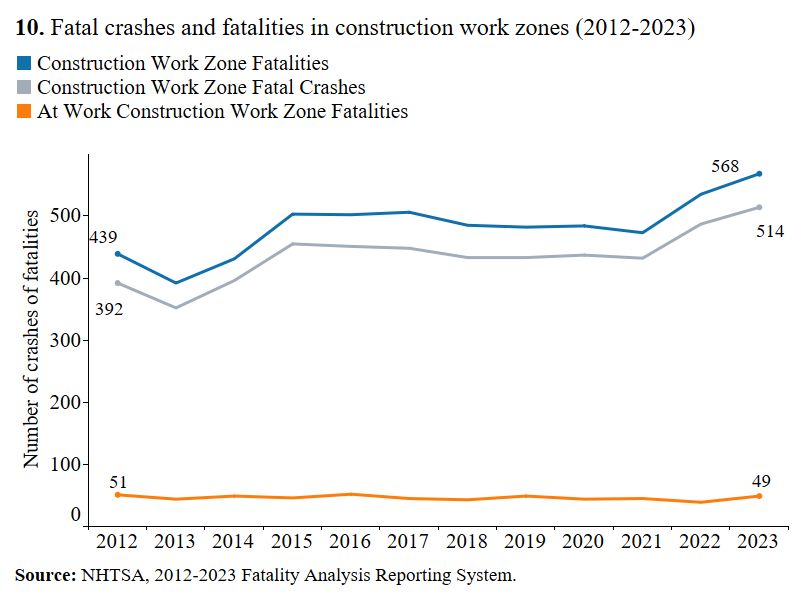 10. Fatal crashes and fatalities in construction work zones (2012-2023)
Construction Work Zone Fatalities
Construction Work Zone Fatal Crashes
At Work Construction Work Zone Fatalities
Number of crashes of fatalities
500
400
300
200
100
0
439
392
51
568
514
49
2012 2013 2014 2015 2016 2017 2018 2019 2020 2021 2022 2023
Source: NHTSA, 2012-2023 Fatality Analysis Reporting System.